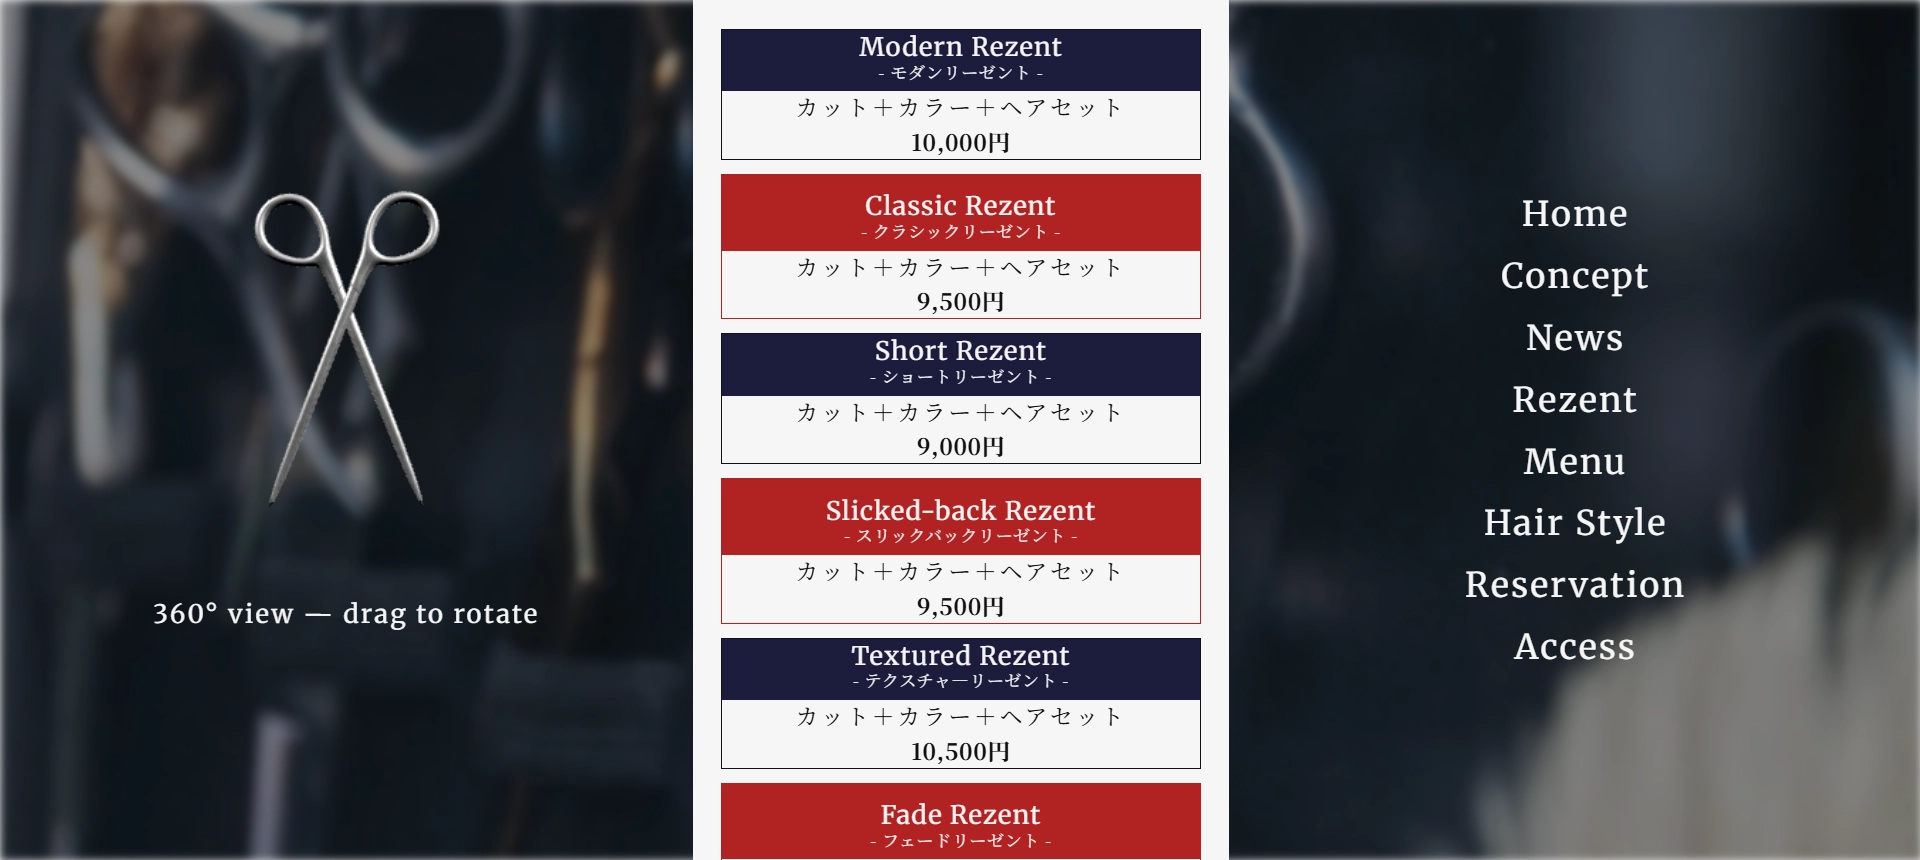 360° view — drag to rotate
Modern Rezent
- モダンリーゼント -
カット＋カラー＋ヘアセット
10,000円
Classic Rezent
- クラシックリーゼント -
カット＋カラー＋ヘアセット
9,500円
Short Rezent
- ショートリーゼント -
カット＋カラー＋ヘアセット
9,000円
Slicked-back Rezent
- スリックバックリーゼント -
カット＋カラー＋ヘアセット
9,500円
Textured Rezent
- テクスチャ―リーゼント -
カット＋カラー＋ヘアセット
10,500円
Fade Rezent
- フェードリーゼント -
Home
Concept
News
Rezent
Menu
Hair Style
Reservation
Access